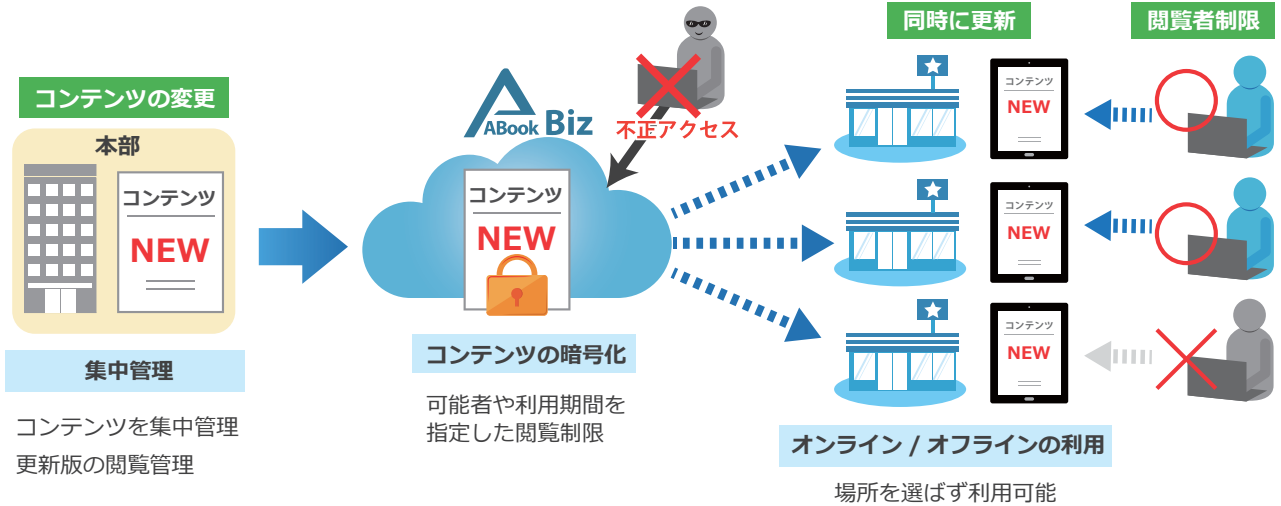 コンテンツの変更
本部
コンテンツ
NEW
集中管理
コンテンツを集中管理
更新版の閲覧管理
ABook Biz
不正アクセス
コンテンツ
NEW
コンテンツの暗号化
可能者や利用期間を
指定した閲覧制限
同時に更新
コンテンツ
NEW
コンテンツ
NEW
コンテンツ
NEW
オンライン / オフラインの利用
場所を選ばず利用可能
閲覧者制限